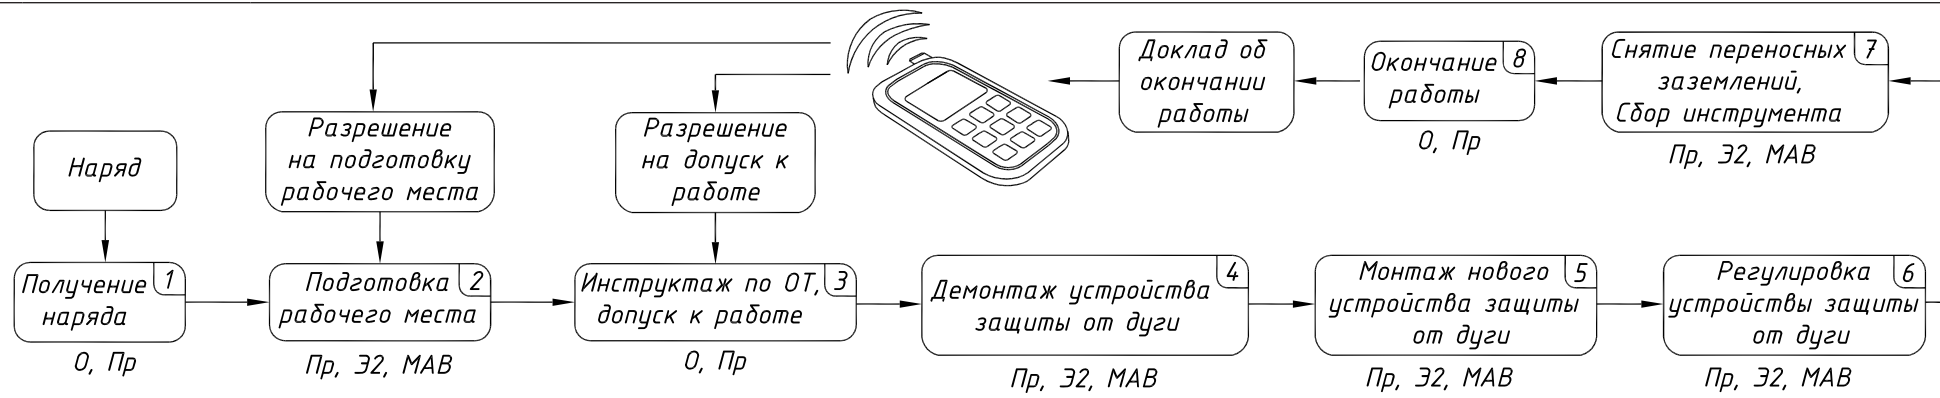 Наряд
Получение
наряда
1
О, Пр
Разрешение
на подготовку
рабочего места
Подготовка
рабочего места
2
Пр, Э2, МАВ
Разрешение
на допуск к
работе
Инструктаж по ОТ,
допуск к работе
3
О, Пр
Демонтаж устройства
защиты от дуги
4
Пр, Э2, МАВ
Монтаж нового
устройства защиты
от дуги
5
Пр, Э2, МАВ
Регулировка
устройствы защиты
от дуги
6
Пр, Э2, МАВ
Снятие переносных
заземлений,
Сбор инструмента
7
Пр, Э2, МАВ
Окончание
работы
8
О, Пр
Доклад об
окончании
работы